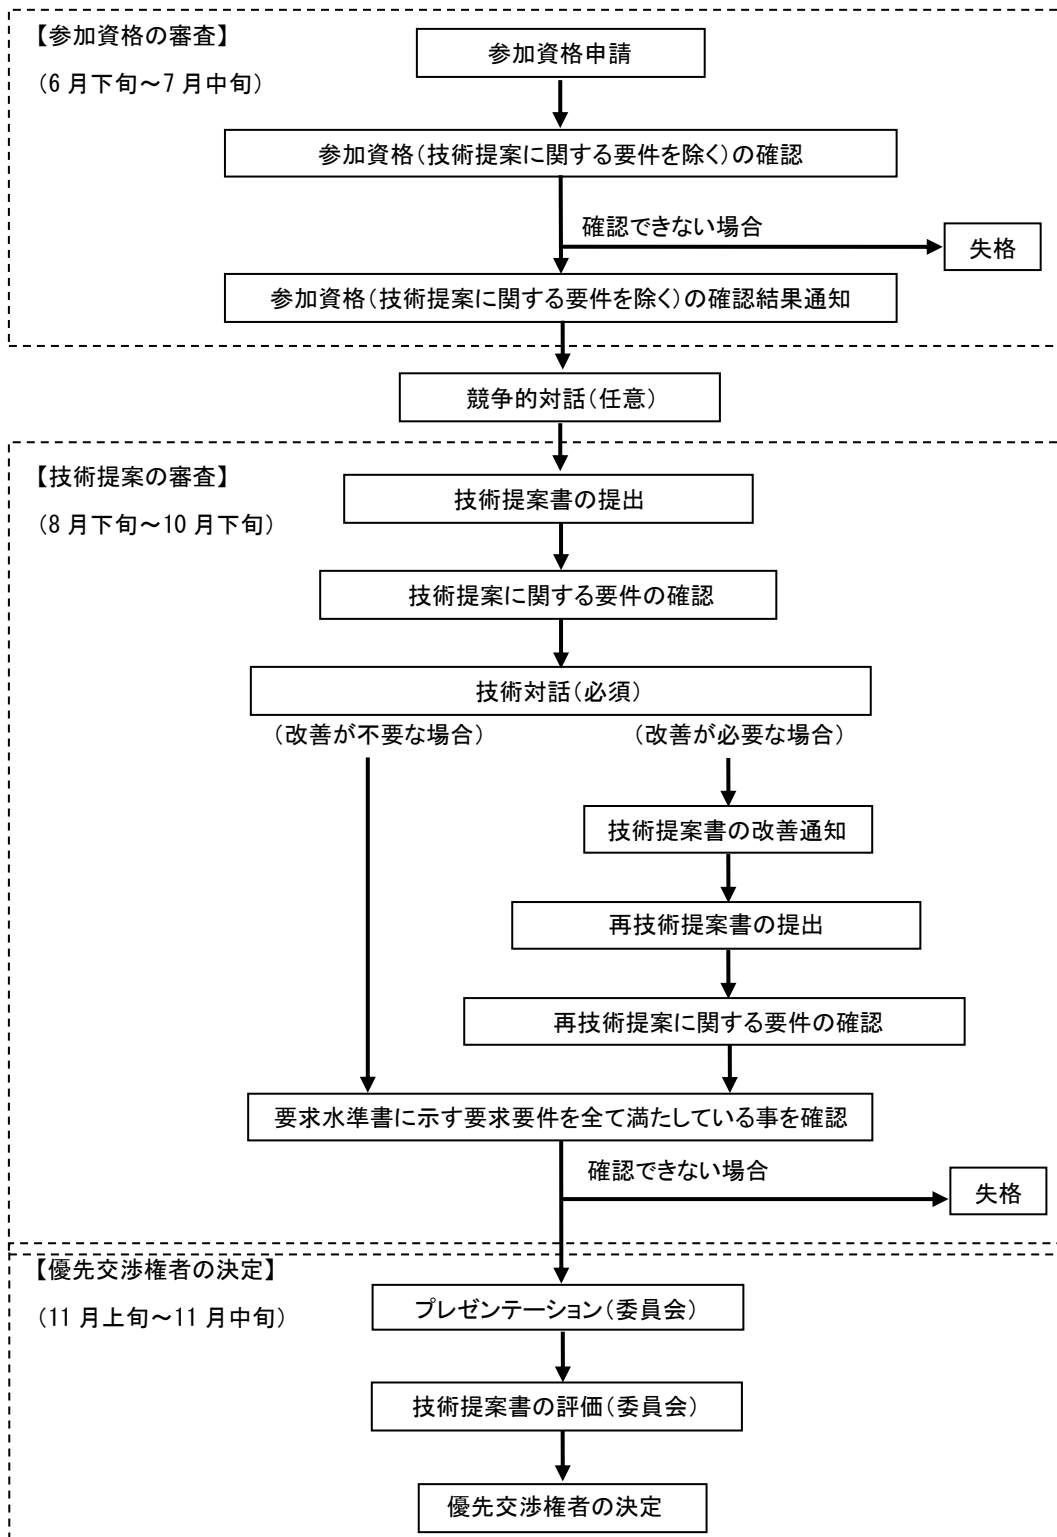 【参加資格の審査】
（6月下旬～7月中旬）
参加資格申請
参加資格（技術提案に関する要件を除く）の確認
確認できない場合
失格
参加資格（技術提案に関する要件を除く）の確認結果通知
競争的対話（任意）
【技術提案の審査】
（8月下旬～10月下旬）
技術提案書の提出
技術提案に関する要件の確認
技術対話（必須）
（改善が不要な場合）
（改善が必要な場合）
技術提案書の改善通知
再技術提案書の提出
再技術提案に関する要件の確認
要求水準書に示す要求要件を全て満たしている事を確認
確認できない場合
失格
【優先交渉権者の決定】
（11月上旬～11月中旬）
プレゼンテーション（委員会）
技術提案書の評価（委員会）
優先交渉権者の決定